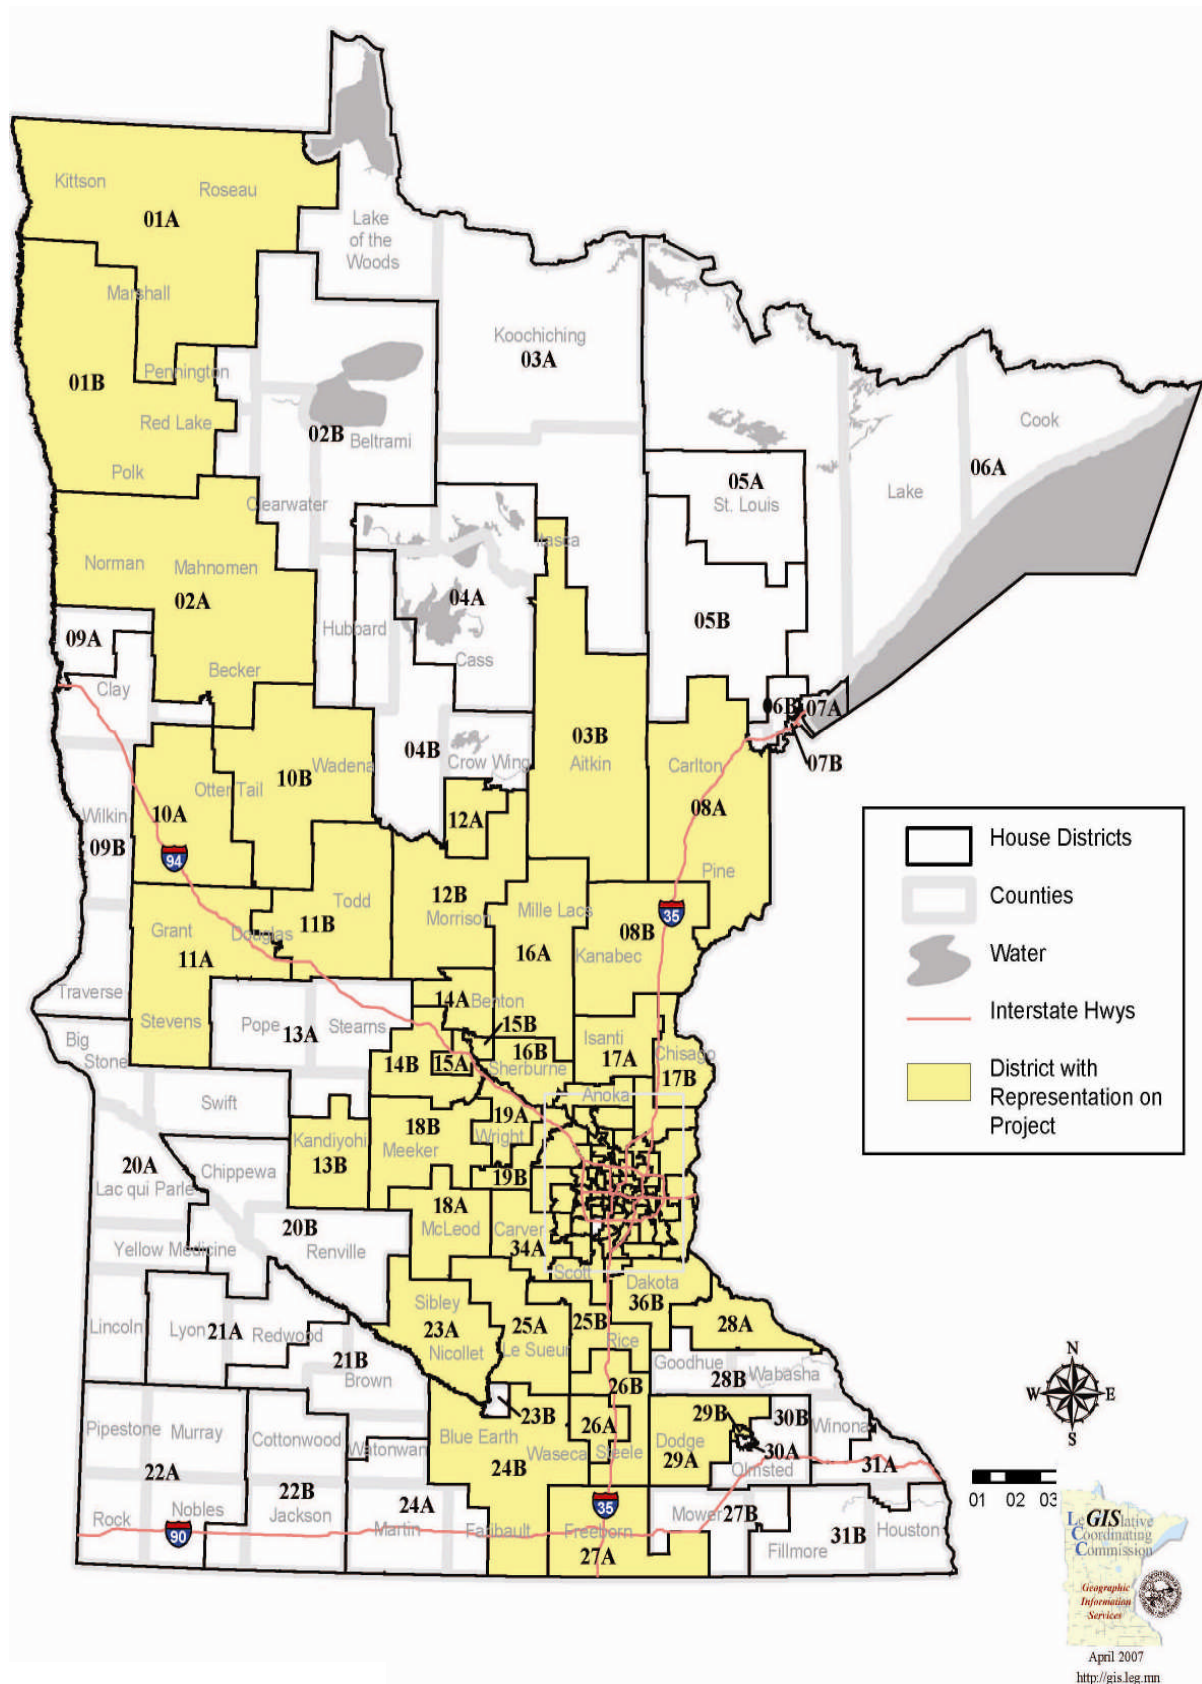 Kittson
Roseau
01A
Lake
of the
Woods
Marshall
Koochiching
03A
Pennington
01B
Red Lake
02B
Beltrami
Cook
Polk
06A
05A
Lake
Clearwater
St. Louis
Itasca
Norman
Mahnomen
02A
04A
09A
Hubbard
05B
Becker
Cass
Clay
06B
07A
03B
04B
Crow Wing
Aitkin
Carlton
07B
10B
Wadena
Otter Tail
10A
Wilkin
12A
08A
09B
94
Pine
House Districts
Todd
12B
Mille Lacs
35
Counties
Grant
11B
Morrison
08B
Douglas
16A
Kanabec
Water
11A
Traverse
14A
Benton
Stevens
Pope
Stearns
15B
Isanti
Interstate Hwys
13A
Big
Stone
14B
15A
16B
17A
Chisago
Sherburne
17B
District with
Representation on
Project
Anoka
Swift
19A
18B
Wright
Kandiyohi
13B
Meeker
Chippewa
20A
Lac qui Parle
19B
18A
20B
McLeod
Carver
Yellow Medicine
Renville
34A
Scott
Dakota
36B
Sibley
28A
Lincoln
Lyon
21A
Redwood
23A
25A
25B
Rice
Nicollet
Le Sueur
21B
Brown
Goodhue
28B
Wabasha
26B
N
W
E
S
Pipestone
Murray
Cottonwood
Watonwan
23B
26A
29B
30B
Winona
Blue Earth
Waseca
Steele
Dodge
29A
30A
Olmsted
31A
22A
24B
22B
Jackson
Nobles
Rock
24A
90
Martin
Faribault
35
Freeborn
27A
Mower
27B
31B
Fillmore
Houston
01 02 03
LeGISlative
Coordinating
Commission
Geographic
Information
Services
April 2007
http://gis.leg.mn